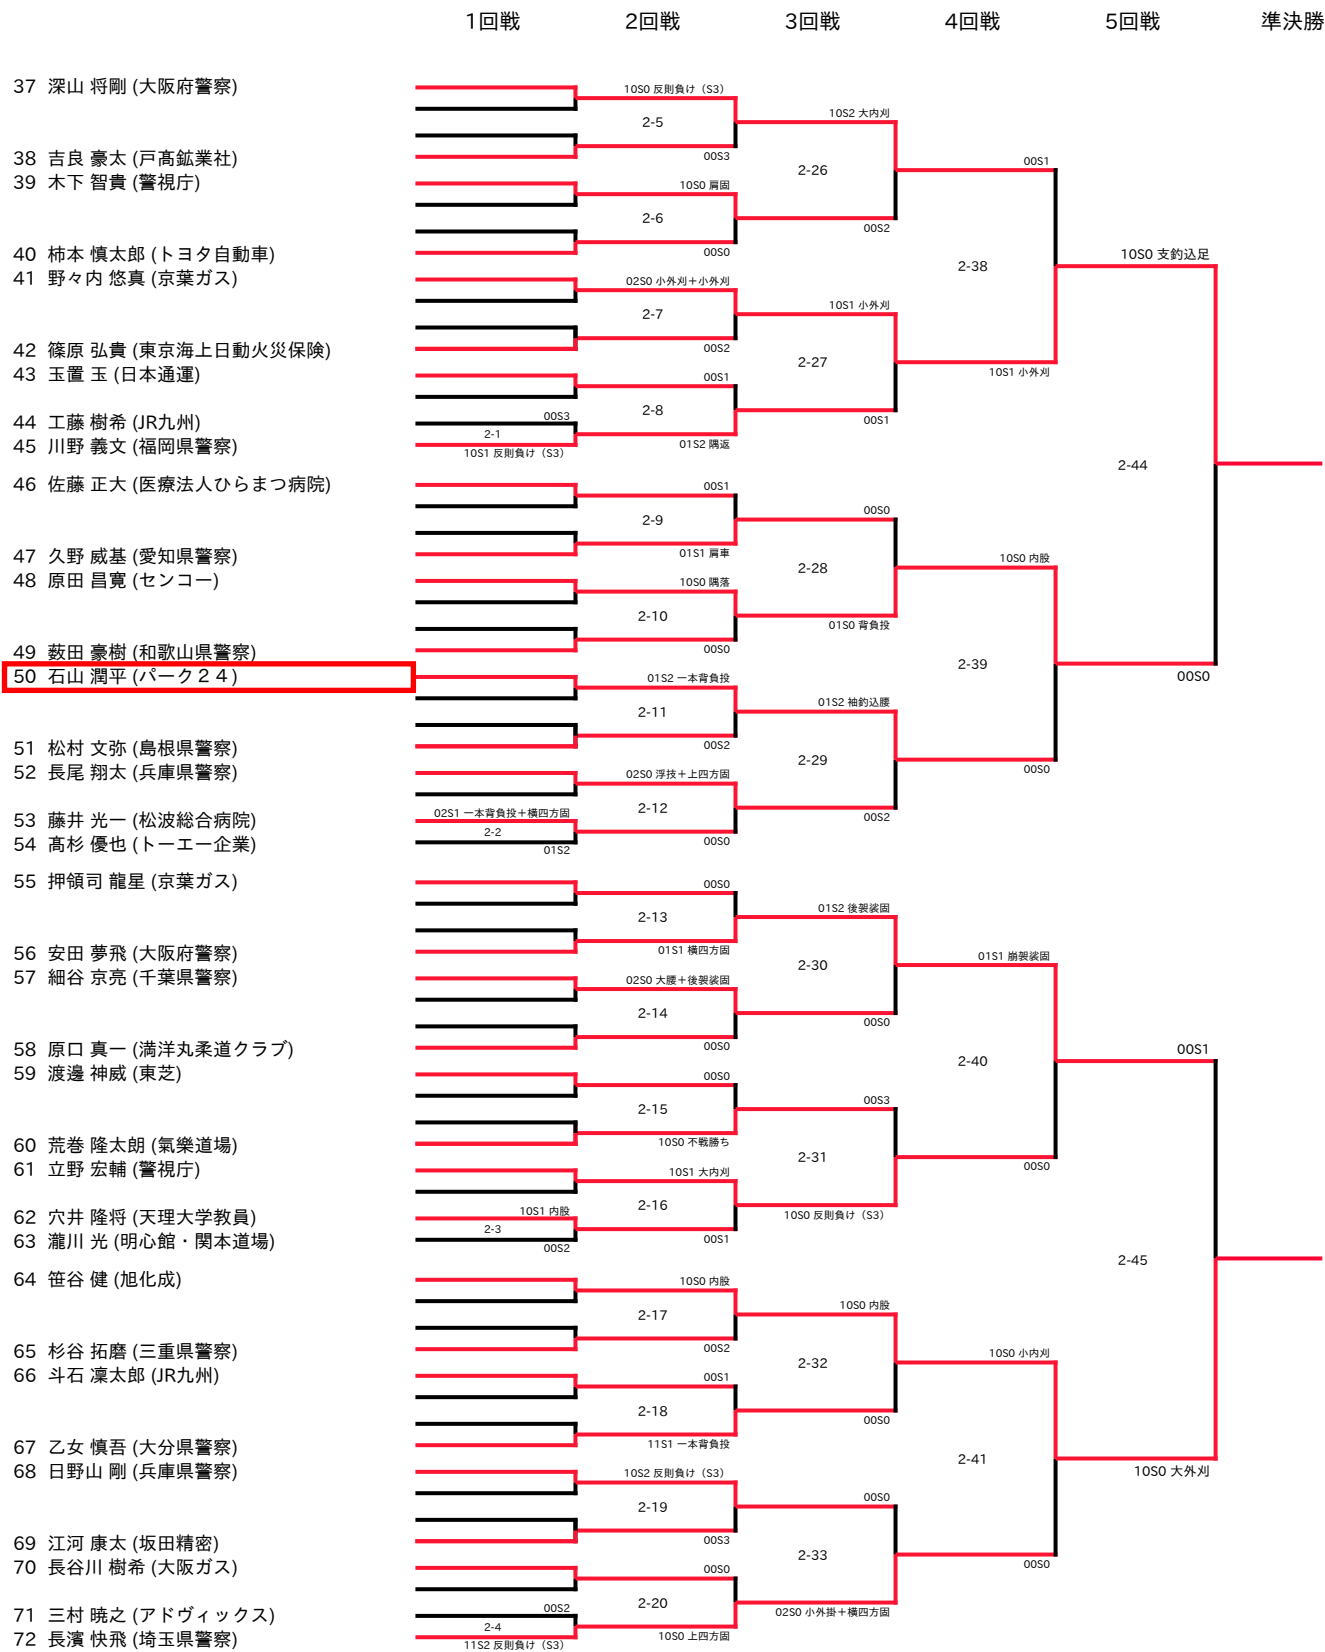 1回戦 2回戦 3回戦 4回戦 5回戦 準決勝
37 深山 将剛 (大阪府警察)
10S0 反則負け（S3）
10S2 大内刈
2-5
38 吉良 豪太 (戸髙鉱業社)
00S3
00S1
2-26
39 木下 智貴 (警視庁)
10S0 肩固
2-6
00S2
40 柿本 慎太郎 (トヨタ自動車)
00S0
10S0 支釣込足
2-38
41 野々内 悠真 (京葉ガス)
02S0 小外刈＋小外刈
10S1 小外刈
2-7
42 篠原 弘貴 (東京海上日動火災保険)
00S2
2-27
43 玉置 玉 (日本通運)
00S1
10S1 小外刈
2-8
44 工藤 樹希 (JR九州)
00S3
00S1
2-1
45 川野 義文 (福岡県警察)
10S1 反則負け（S3）
01S2 隅返
2-44
46 佐藤 正大 (医療法人ひらまつ病院)
00S1
00S0
2-9
47 久野 威基 (愛知県警察)
01S1 肩車
10S0 内股
2-28
48 原田 昌寛 (センコー)
10S0 隅落
2-10
01S0 背負投
49 薮田 豪樹 (和歌山県警察)
00S0
2-39
50 石山 潤平 (パーク２４)
01S2 一本背負投
00S0
01S2 袖釣込腰
2-11
51 松村 文弥 (島根県警察)
00S2
2-29
52 長尾 翔太 (兵庫県警察)
02S0 浮技＋上四方固
00S0
2-12
53 藤井 光一 (松波総合病院)
02S1 一本背負投＋横四方固
00S2
2-2
54 髙杉 優也 (トーエー企業)
01S2
00S0
55 押領司 龍星 (京葉ガス)
00S0
01S2 後袈裟固
2-13
56 安田 夢飛 (大阪府警察)
01S1 横四方固
01S1 崩袈裟固
2-30
57 細谷 京亮 (千葉県警察)
02S0 大腰＋後袈裟固
2-14
00S0
58 原口 真一 (満洋丸柔道クラブ)
00S0
00S1
2-40
59 渡邊 神威 (東芝)
00S0
00S3
2-15
60 荒巻 隆太朗 (氣樂道場)
10S0 不戦勝ち
2-31
61 立野 宏輔 (警視庁)
10S1 大内刈
00S0
2-16
62 穴井 隆将 (天理大学教員)
10S1 内股
10S0 反則負け（S3）
2-3
63 瀧川 光 (明心館・関本道場)
00S2
00S1
2-45
64 笹谷 健 (旭化成)
10S0 内股
10S0 内股
2-17
65 杉谷 拓磨 (三重県警察)
00S2
10S0 小内刈
2-32
66 斗石 凜太郎 (JR九州)
00S1
2-18
00S0
67 乙女 慎吾 (大分県警察)
11S1 一本背負投
2-41
68 日野山 剛 (兵庫県警察)
10S2 反則負け（S3）
10S0 大外刈
00S0
2-19
69 江河 康太 (坂田精密)
00S3
2-33
70 長谷川 樹希 (大阪ガス)
00S0
00S0
2-20
71 三村 暁之 (アドヴィックス)
00S2
02S0 小外掛＋横四方固
2-4
72 長濱 快飛 (埼玉県警察)
11S2 反則負け（S3）
10S0 上四方固